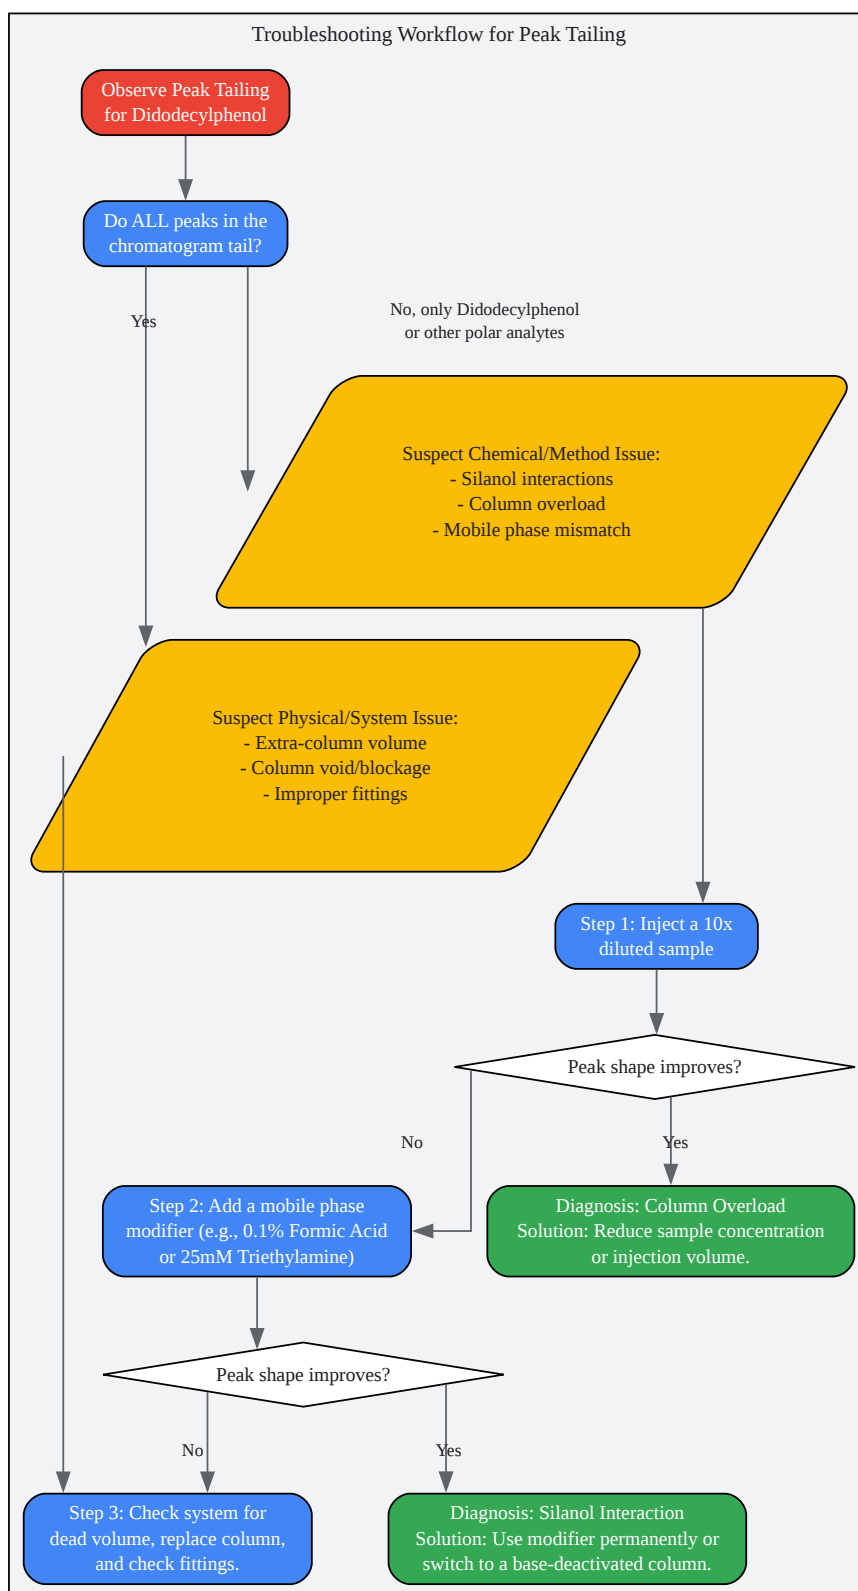 Troubleshooting Workflow for Peak Tailing
Observe Peak Tailing
for Didodecylphenol
Do ALL peaks in the
chromatogram tail?
Yes
No, only Didodecylphenol
or other polar analytes
Suspect Chemical/Method Issue:
- Silanol interactions
- Column overload
- Mobile phase mismatch
Suspect Physical/System Issue:
- Extra-column volume
- Column void/blockage
- Improper fittings
Step 1: Inject a 10x
diluted sample
Peak shape improves?
No
Yes
Step 2: Add a mobile phase
modifier (e.g., 0.1% Formic Acid
or 25mM Triethylamine)
Diagnosis: Column Overload
Solution: Reduce sample concentration
or injection volume.
Peak shape improves?
No
Yes
Step 3: Check system for
dead volume, replace column,
and check fittings.
Diagnosis: Silanol Interaction
Solution: Use modifier permanently or
switch to a base-deactivated column.